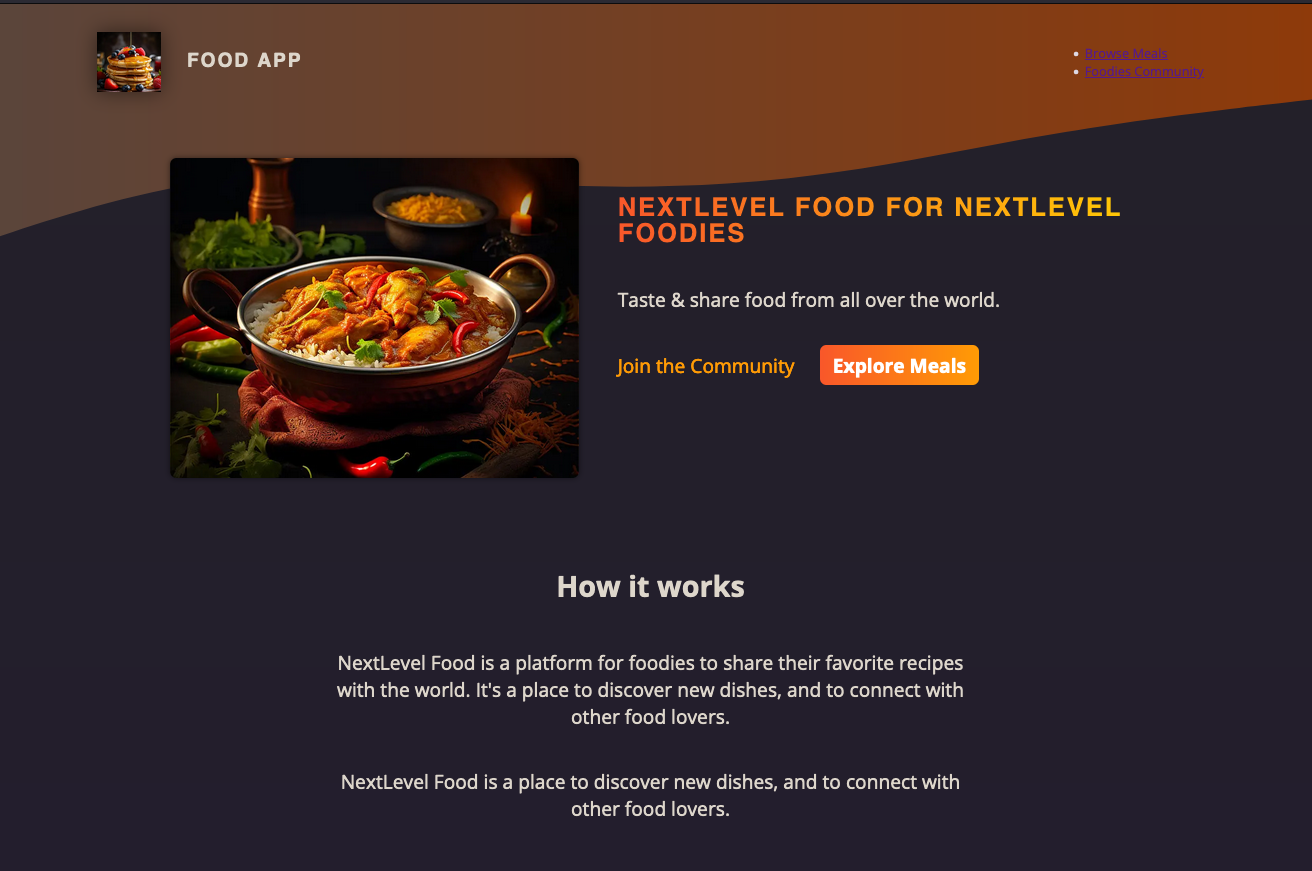 FOOD APP
Browse Meals
Foodies Community
NEXTLEVEL FOOD FOR NEXTLEVEL
FOODIES
Taste & share food from all over the world.
Join the Community
Explore Meals
How it works
NextLevel Food is a platform for foodies to share their favorite recipes
with the world. It's a place to discover new dishes, and to connect with
other food lovers.
NextLevel Food is a place to discover new dishes, and to connect with
other food lovers.